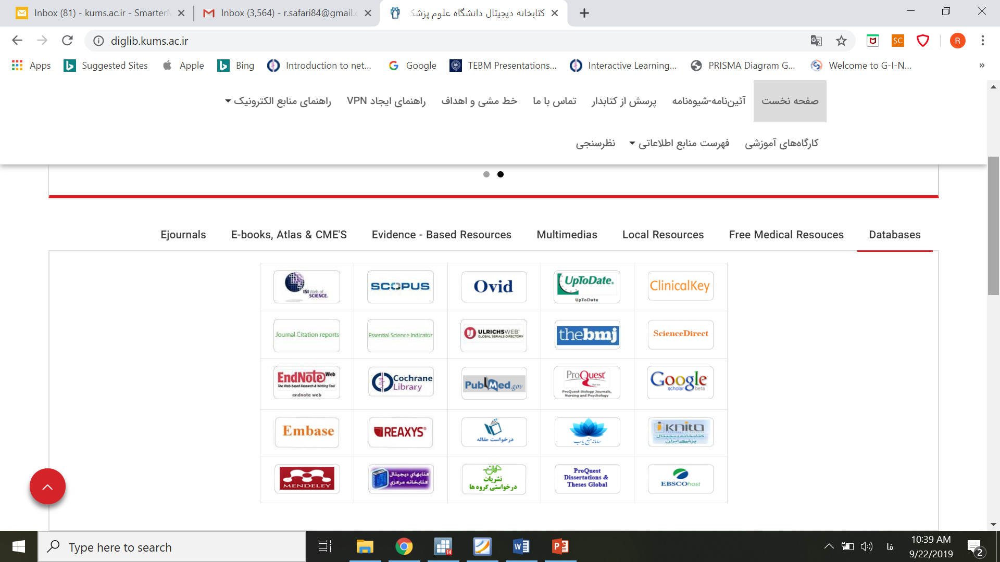 Inbox (81) - kums.ac.ir - Smarter
Inbox (3,564) - r.safari84@gmail.
کتابخانه دیجیتال دانشگاه علوم پزشک
diglib.kums.ac.ir
SC
R
Apps
Suggested Sites
Apple
Bing
Introduction to net...
Google
TEBM Presentations...
Interactive Learning...
PRISMA Diagram G...
Welcome to G-I-N...
»
صفحه نخست
آئین‌نامه-شیوه‌نامه
پرسش از کتابدار
تماس با ما
خط مشی و اهداف
راهنمای ایجاد VPN
راهنمای منابع الکترونیک
کارگاه‌های آموزشی
فهرست منابع اطلاعاتی
نظرسنجی
Ejournals
E-books, Atlas & CME'S
Evidence - Based Resources
Multimedias
Local Resources
Free Medical Resouces
Databases
ISI Web of
SCIENCE.
SCOPUS
Ovid
UpToDate®
UpToDate
ClinicalKey
Journal Citation reports
Essential Science Indicator
ULRICHSWEB™
GLOBAL SERIALS DIRECTORY
thebmj
ScienceDirect
EndNote Web
The Web-based Research & Writing Tool
endnote web
Cochrane
Library
PubMed.gov
ProQuest
Start here
ProQuest Biology Journals,
Nursing and Psychology
Google
scholar beta
Embase
REAXYS®
درخواست مقاله
سامانه منبع یاب
iknito
کتابخانه دیجیتال
پزشکی ایران
MENDELEY
کتابهای دیجیتال
کتابخانه مرکزی
نشریات
درخواستی گروه ها
ProQuest
Dissertations &
Theses Global
EBSCOhost
Type here to search
14
فا
10:39 AM
9/22/2019
2